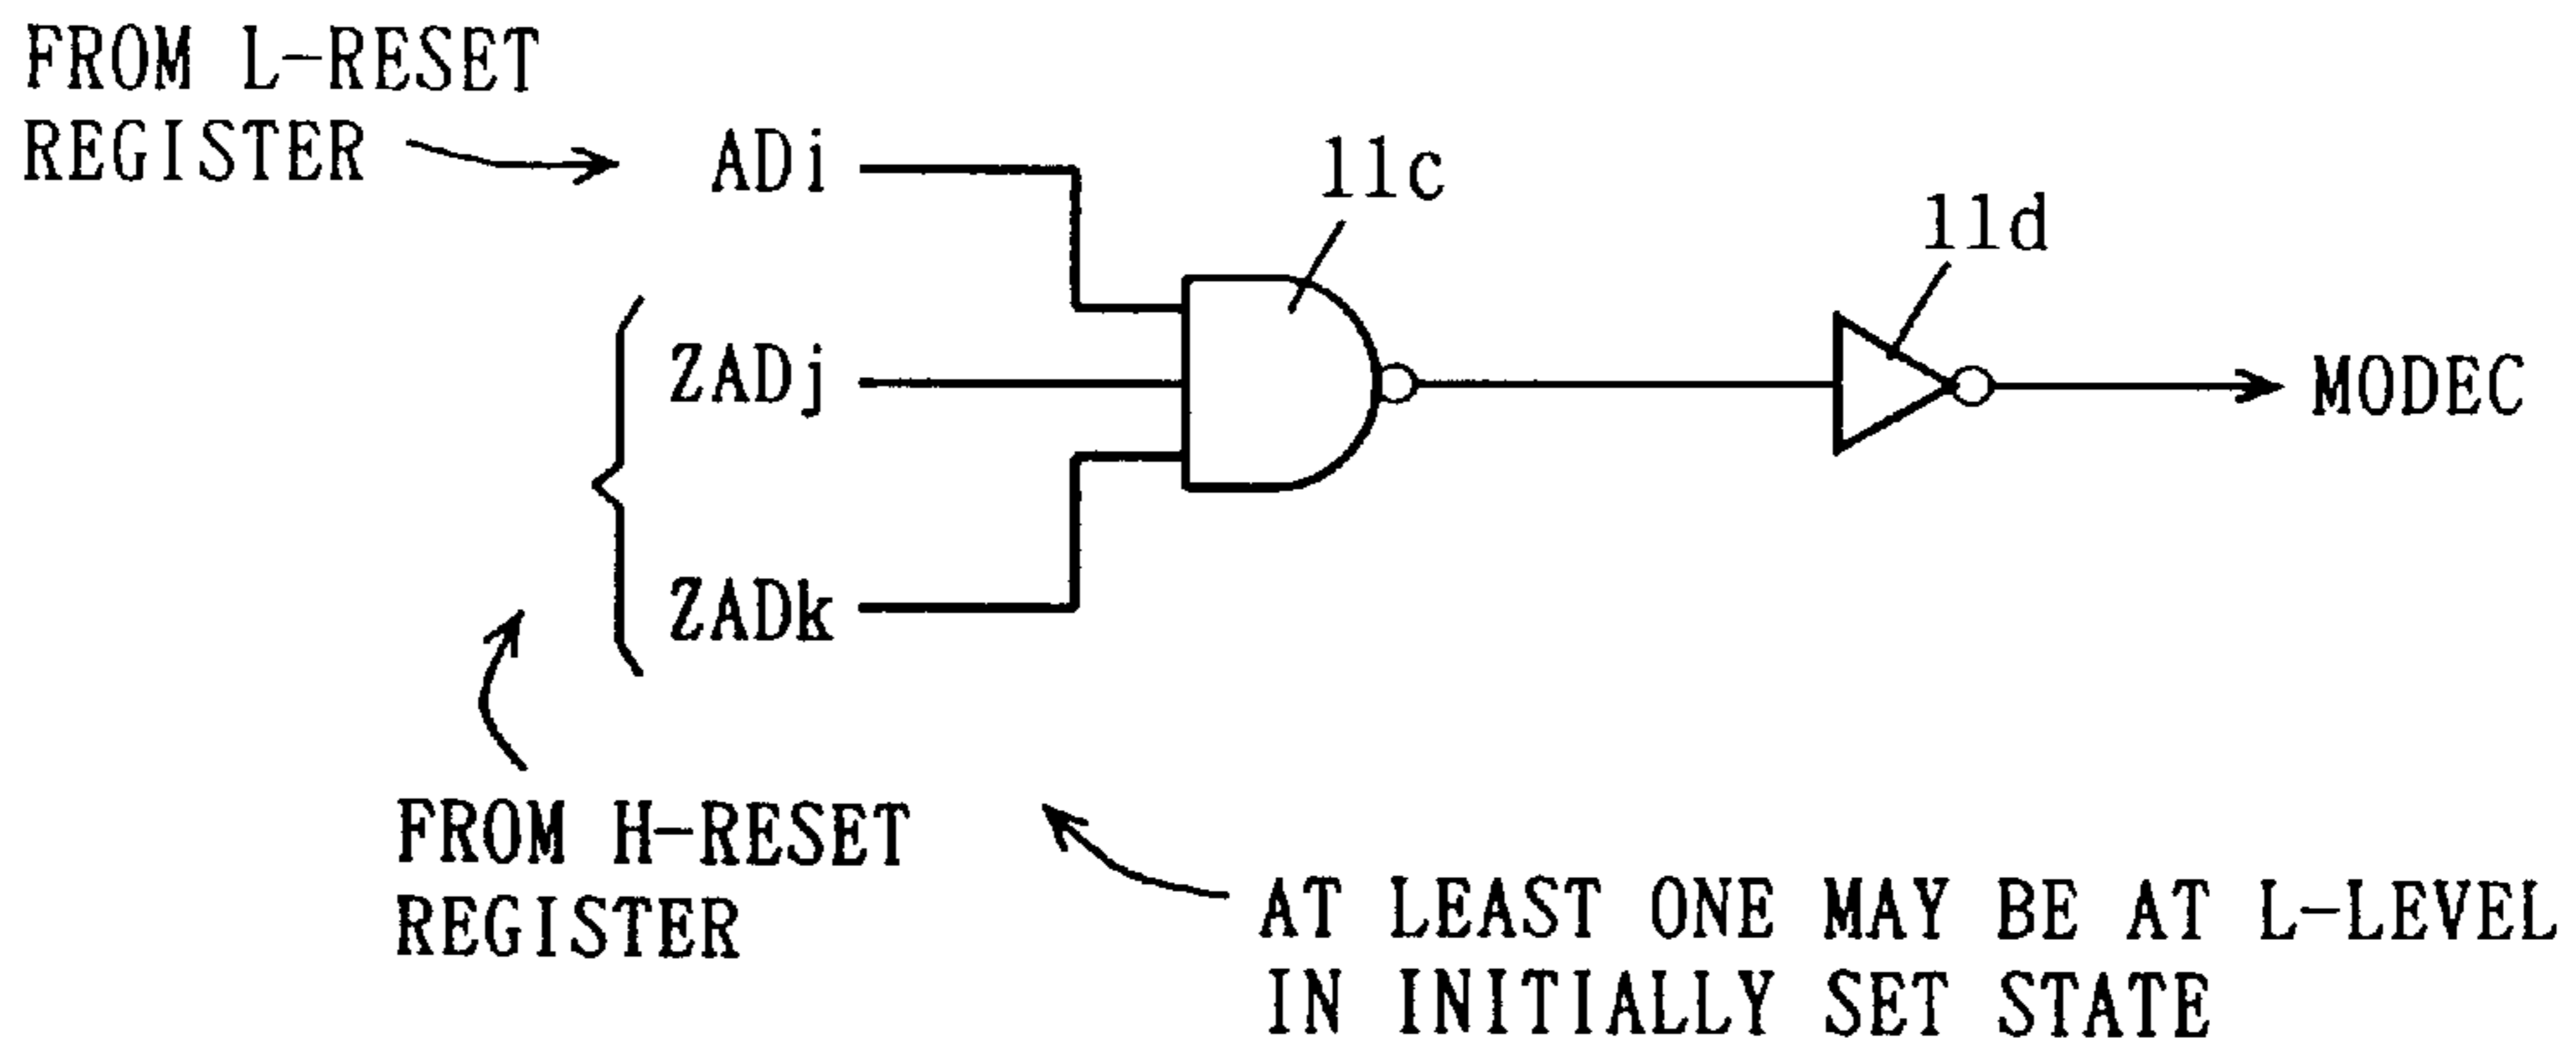 FROM L-RESET
REGISTER
ADi
11c
11d
ZADj
MODEC
ZADk
FROM H-RESET
REGISTER
AT LEAST ONE MAY BE AT L-LEVEL
IN INITIALLY SET STATE